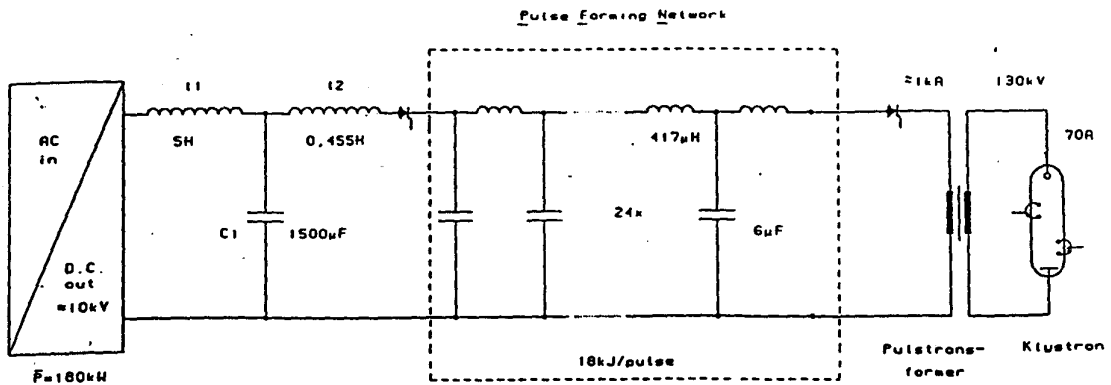 Pulse Forming Network
l1
l2
≈1kA
130kV
AC
in
5H
0,455H
417µH
70A
C1
1500µF
24x
6µF
D.C.
out
≈10kV
P̄=180kW
18kJ/pulse
Pulstrans-
former
Klystron